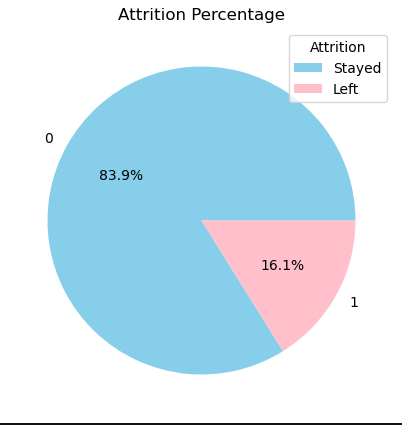 Attrition Percentage
Attrition
Stayed
Left
0
83.9%
16.1%
1